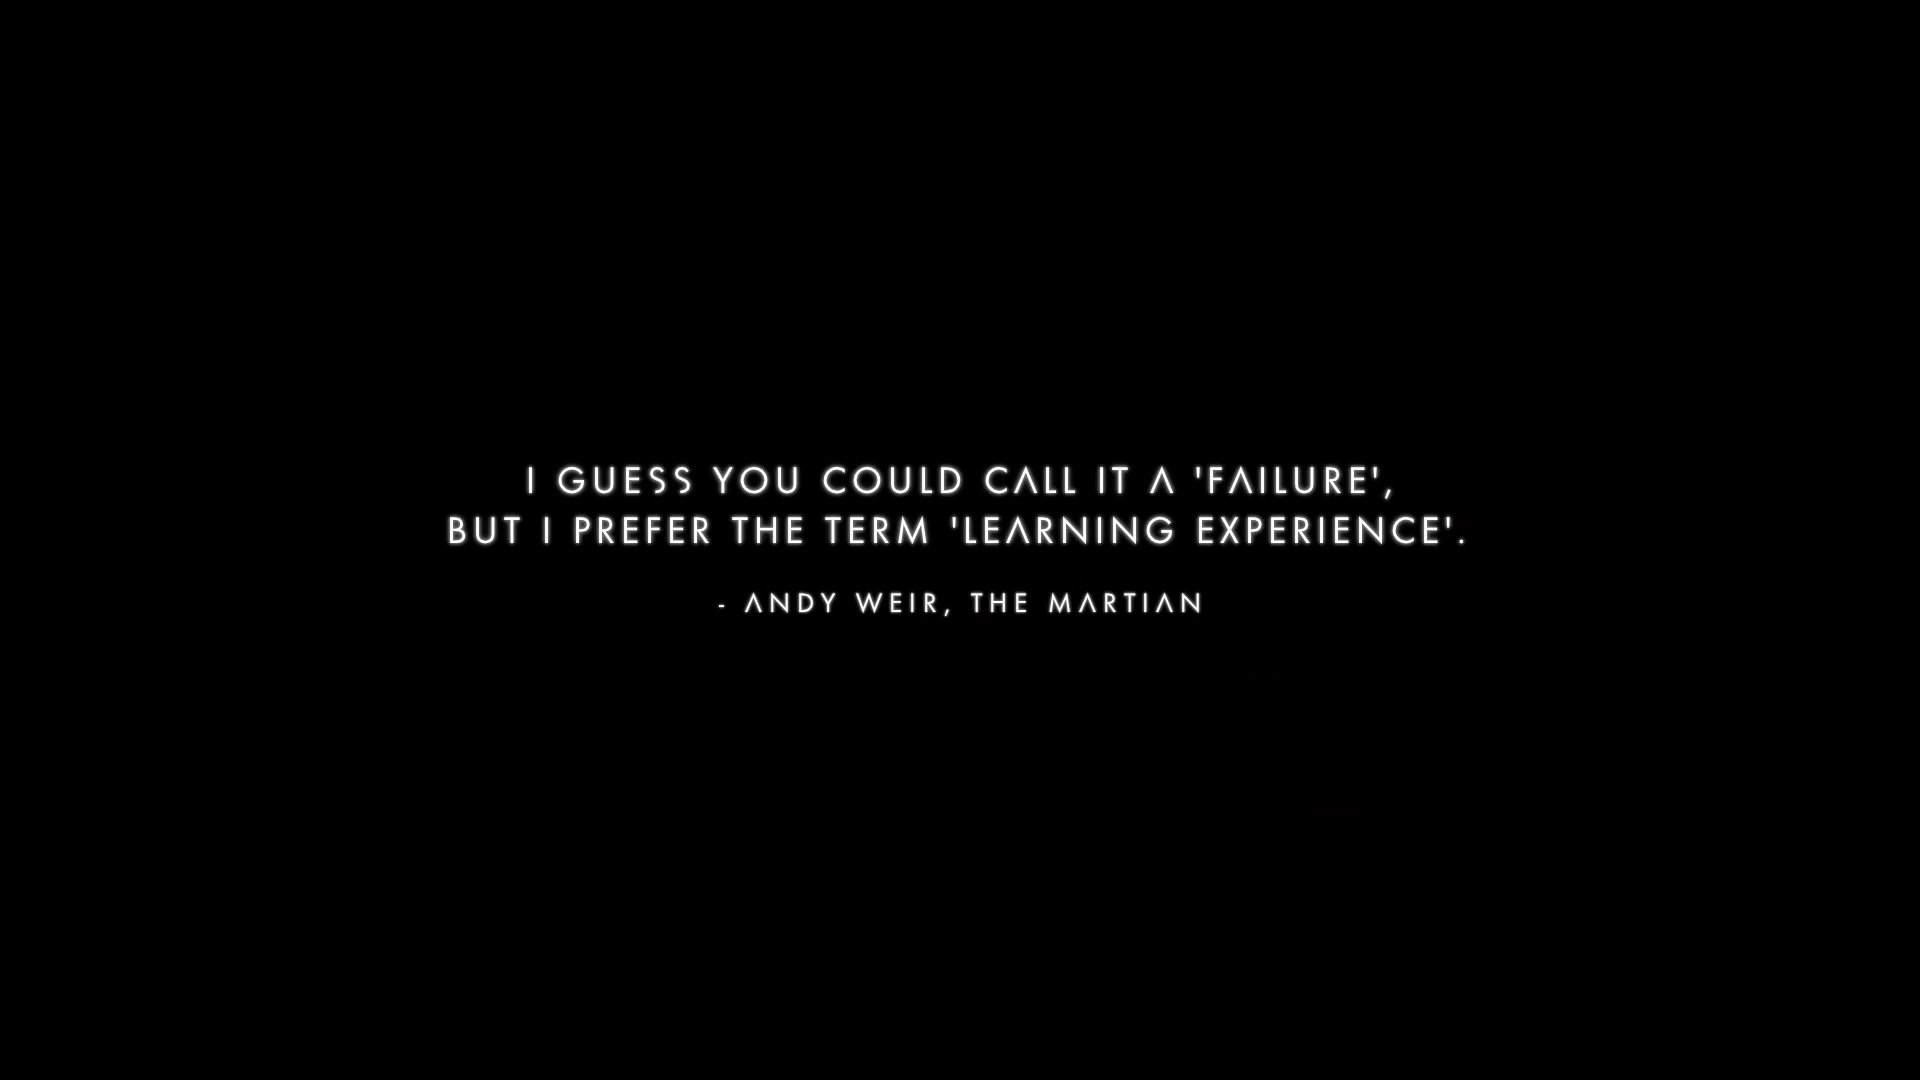 I GUESS YOU COULD CALL IT A 'FAILURE',
BUT I PREFER THE TERM 'LEARNING EXPERIENCE'.
- ANDY WEIR, THE MARTIAN